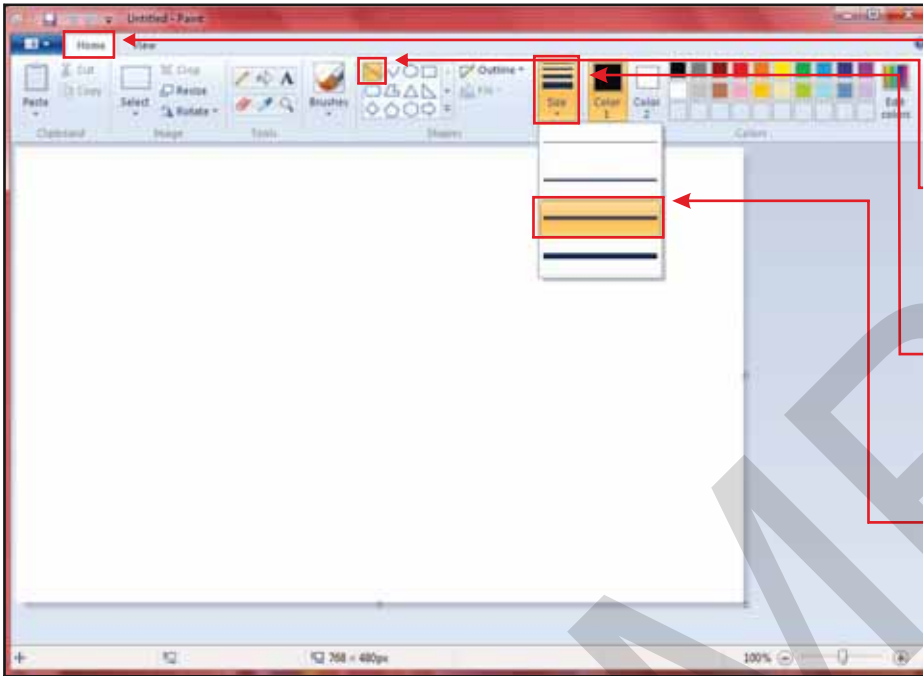 Untitled - Paint
Home View
Cut
Copy
Paste
Clipboard
Crop
Resize
Rotate
Select
Image
A
Tools
Brushes
Outline
Fill
Shapes
Size
Color 1
Color 2
Edit colors
Colors
768 × 480px
100%